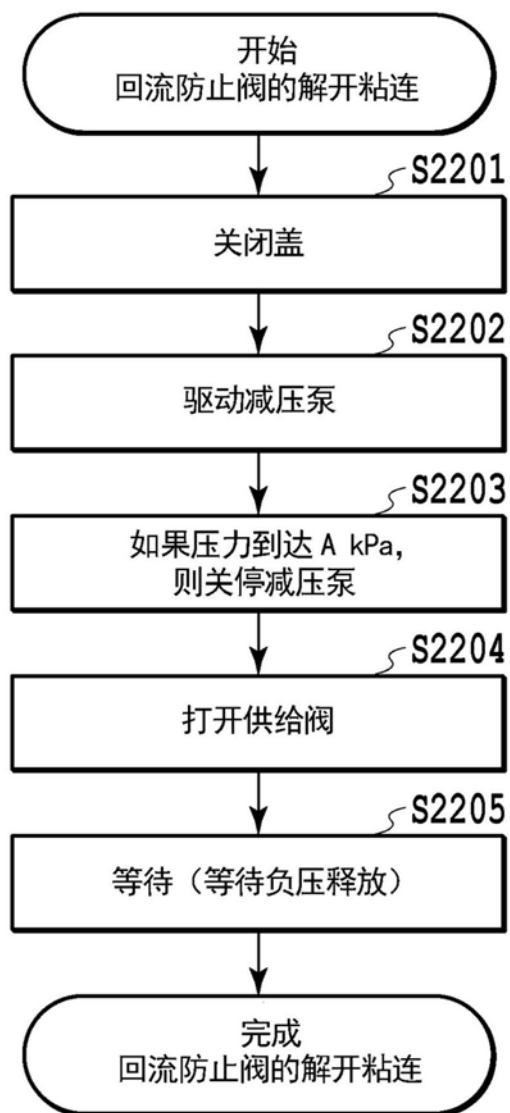 开始
回流防止阀的解开粘连
S2201
关闭盖
S2202
驱动减压泵
S2203
如果压力到达 A kPa,
则关停减压泵
S2204
打开供给阀
S2205
等待（等待负压释放）
完成
回流防止阀的解开粘连